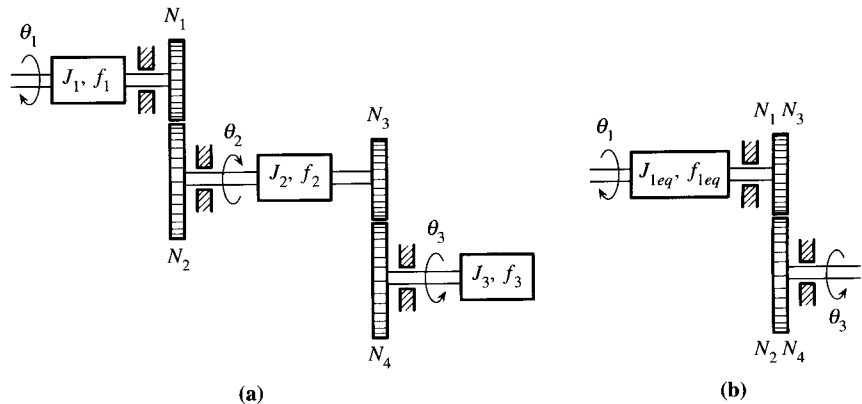 N₁
θ₁
J₁, f₁
N₃
θ₂
J₂, f₂
N₂
θ₃
J₃, f₃
N₄
(a)
N₁ N₃
θ₁
J₁ₑq, f₁ₑq
θ₃
N₂ N₄
(b)